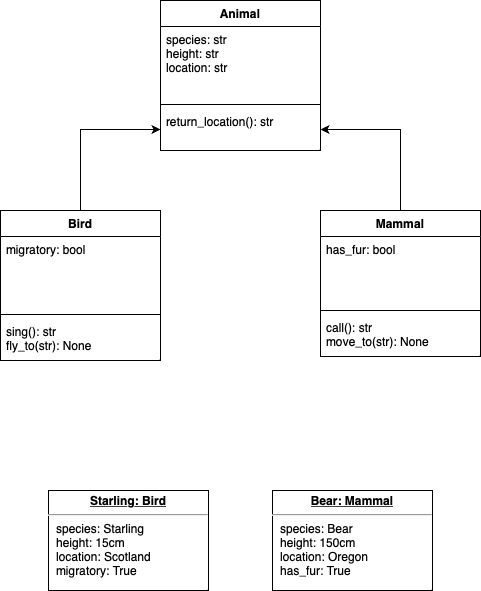 Animal
species: str
height: str
location: str
return_location(): str
Bird
migratory: bool
sing(): str
fly_to(str): None
Mammal
has_fur: bool
call(): str
move_to(str): None
Starling: Bird
species: Starling
height: 15cm
location: Scotland
migratory: True
Bear: Mammal
species: Bear
height: 150cm
location: Oregon
has_fur: True